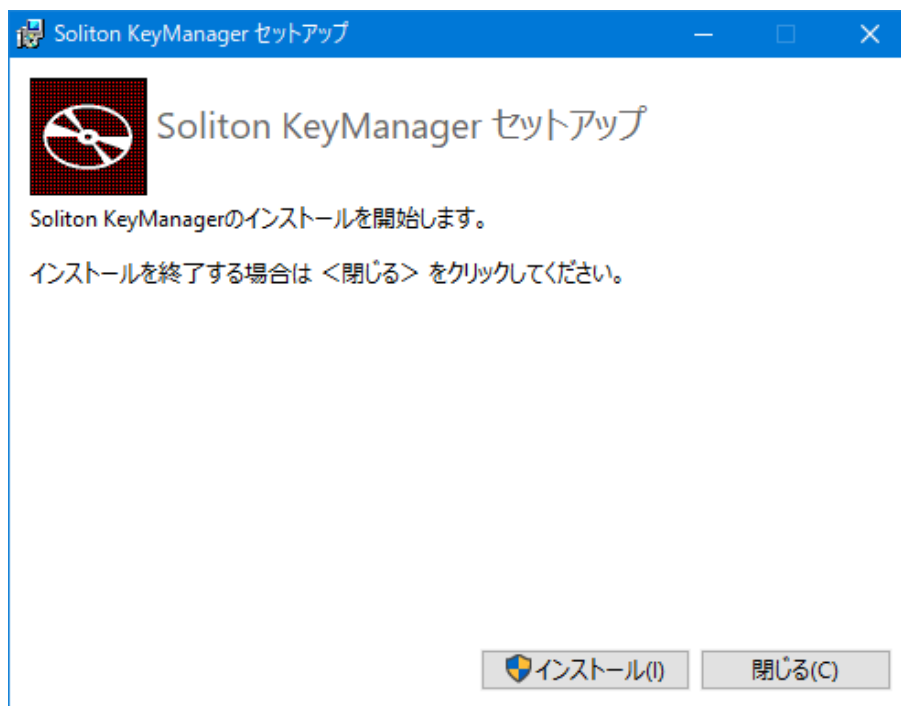 Soliton KeyManager セットアップ
Soliton KeyManager セットアップ
Soliton KeyManagerのインストールを開始します。
インストールを終了する場合は <閉じる> をクリックしてください。
インストール(I)
閉じる(C)